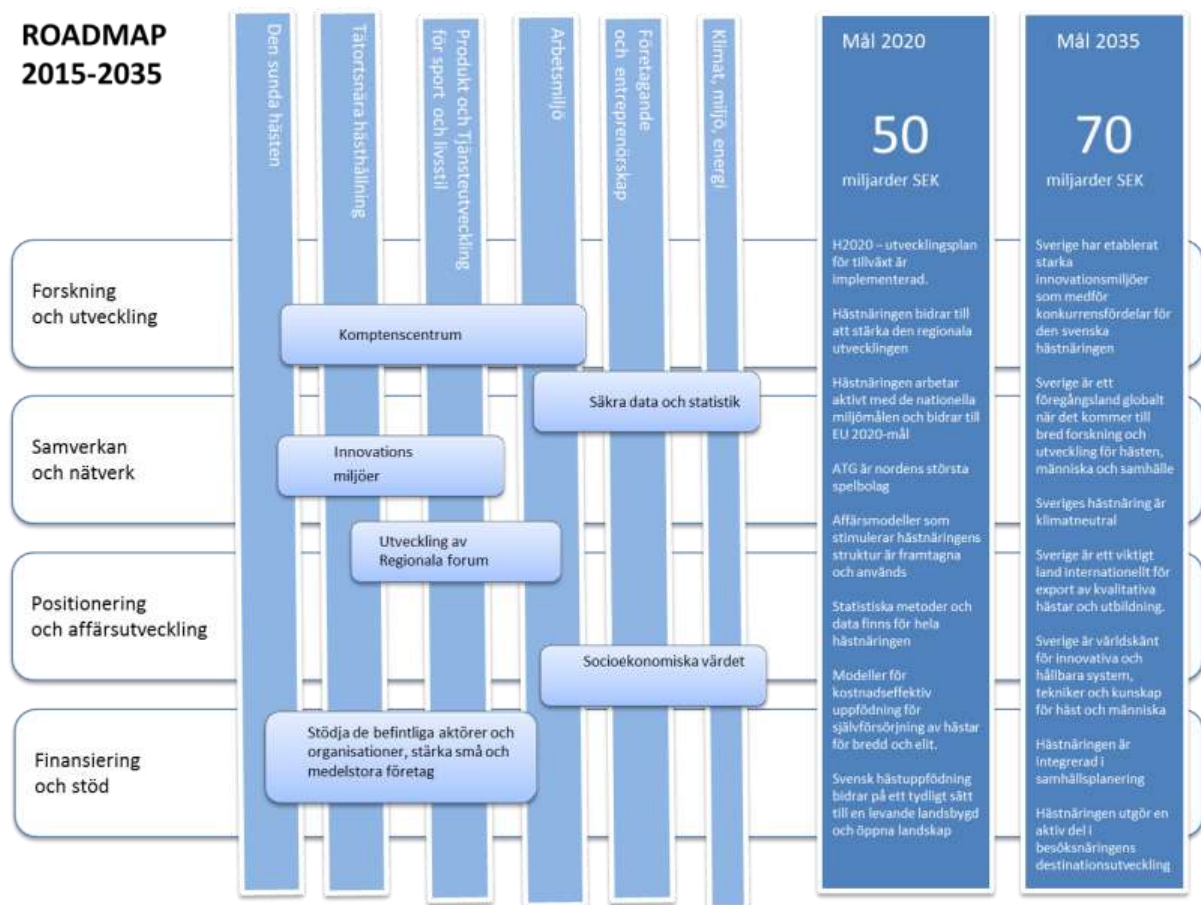 ROADMAP
2015-2035
Den sunda hästen
Tätortsnära hästhållning
Produkt och Tjänsteutveckling
för sport och livsstil
Arbetsmiljö
Företagande
och entreprenörskap
Klimat, miljö, energi
Forskning
och utveckling
Samverkan
och nätverk
Positionering
och affärsutveckling
Finansiering
och stöd
Komptenscentrum
Säkra data och statistik
Innovations
miljöer
Utveckling av
Regionala forum
Socioekonomiska värdet
Stödja de befintliga aktörer och
organisationer, stärka små och
medelstora företag
Mål 2020
50
miljarder SEK
H2020 – utvecklingsplan
för tillväxt är
implementerad.
Hästnäringen bidrar till
att stärka den regionala
utvecklingen
Hästnäringen arbetar
aktivt med de nationella
miljömålen och bidrar till
EU 2020-mål
ATG är nordens största
spelbolag
Affärsmodeller som
stimulerar hästnäringens
struktur är framtagna
och används
Statistiska metoder och
data finns för hela
hästnäringen
Modeller för
kostnadseffektiv
uppfödning för
självförsörjning av hästar
för bredd och elit.
Svensk hästuppfödning
bidrar på ett tydligt sätt
till en levande landsbygd
och öppna landskap
Mål 2035
70
miljarder SEK
Sverige har etablerat
starka
innovationsmiljöer
som medför
konkurrensfördelar för
den svenska
hästnäringen
Sverige är ett
föregångsland globalt
när det kommer till
bred forskning och
utveckling för hästen,
människa och samhälle
Sveriges hästnäring är
klimatneutral
Sverige är ett viktigt
land internationellt för
export av kvalitativa
hästar och utbildning.
Sverige är världskänt
för innovativa och
hållbara system,
tekniker och kunskap
för häst och människa
Hästnäringen är
integrerad i
samhällsplanering
Hästnäringen utgör en
aktiv del i
besöksnäringens
destinationsutveckling